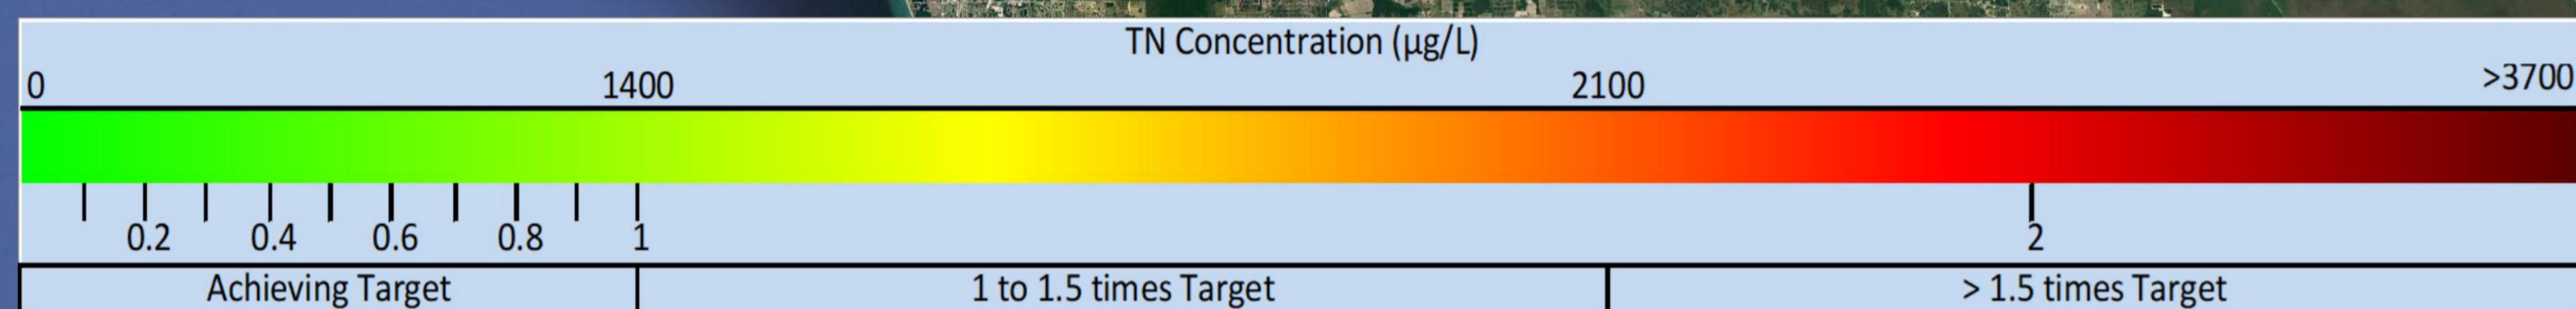 TN Concentration (µg/L)
0 1400 2100 >3700
0.2 0.4 0.6 0.8 1 2
Achieving Target 1 to 1.5 times Target > 1.5 times Target